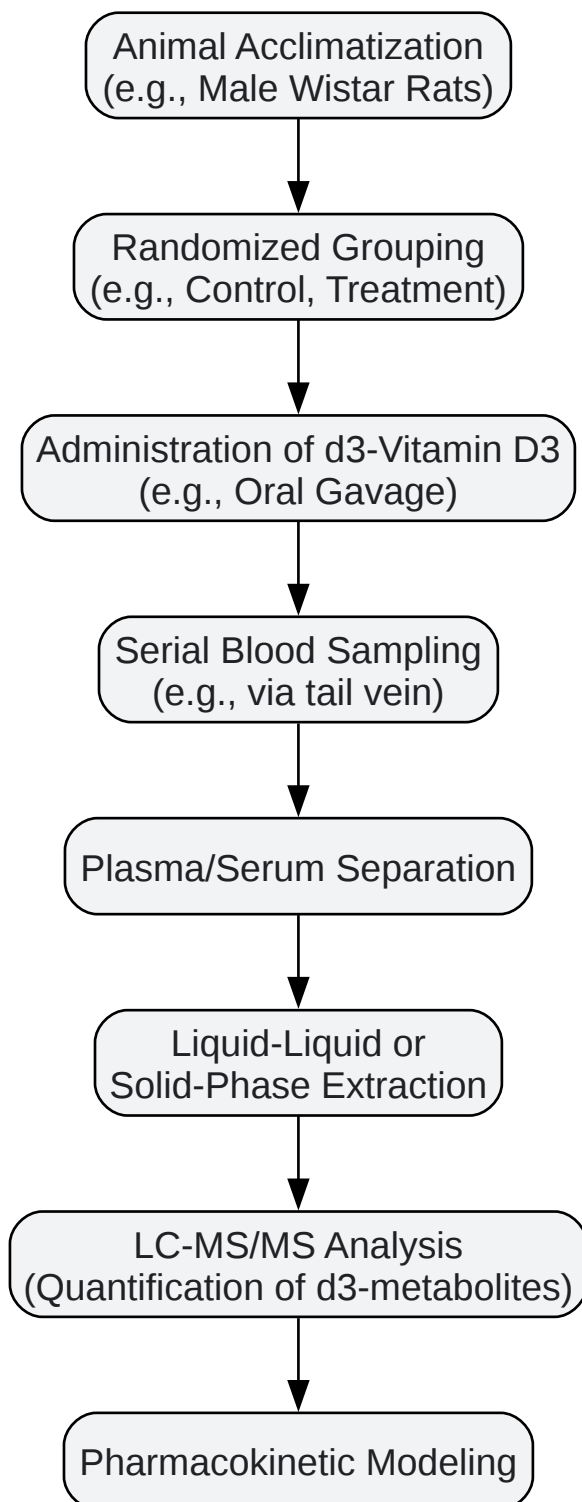 Animal Acclimatization
(e.g., Male Wistar Rats)
Randomized Grouping
(e.g., Control, Treatment)
Administration of d3-Vitamin D3
(e.g., Oral Gavage)
Serial Blood Sampling
(e.g., via tail vein)
Plasma/Serum Separation
Liquid-Liquid or
Solid-Phase Extraction
LC-MS/MS Analysis
(Quantification of d3-metabolites)
Pharmacokinetic Modeling